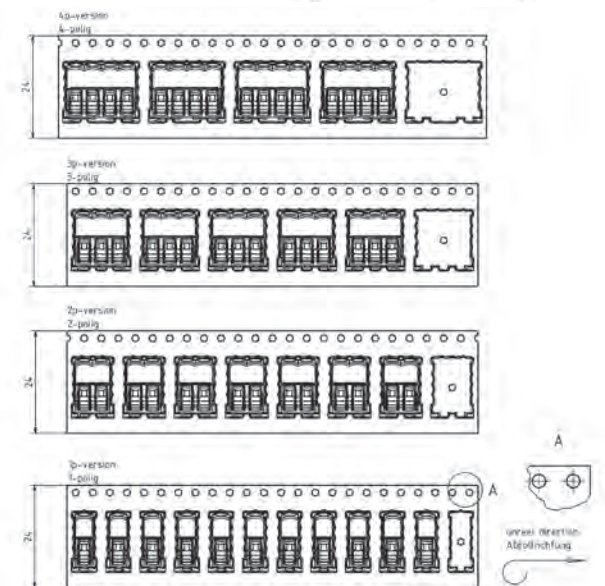 4p-version
4-polig
24
3p-version
3-polig
24
2p-version
2-polig
24
A
1p-version
1-polig
A
24
unreel direction
Abrollrichtung